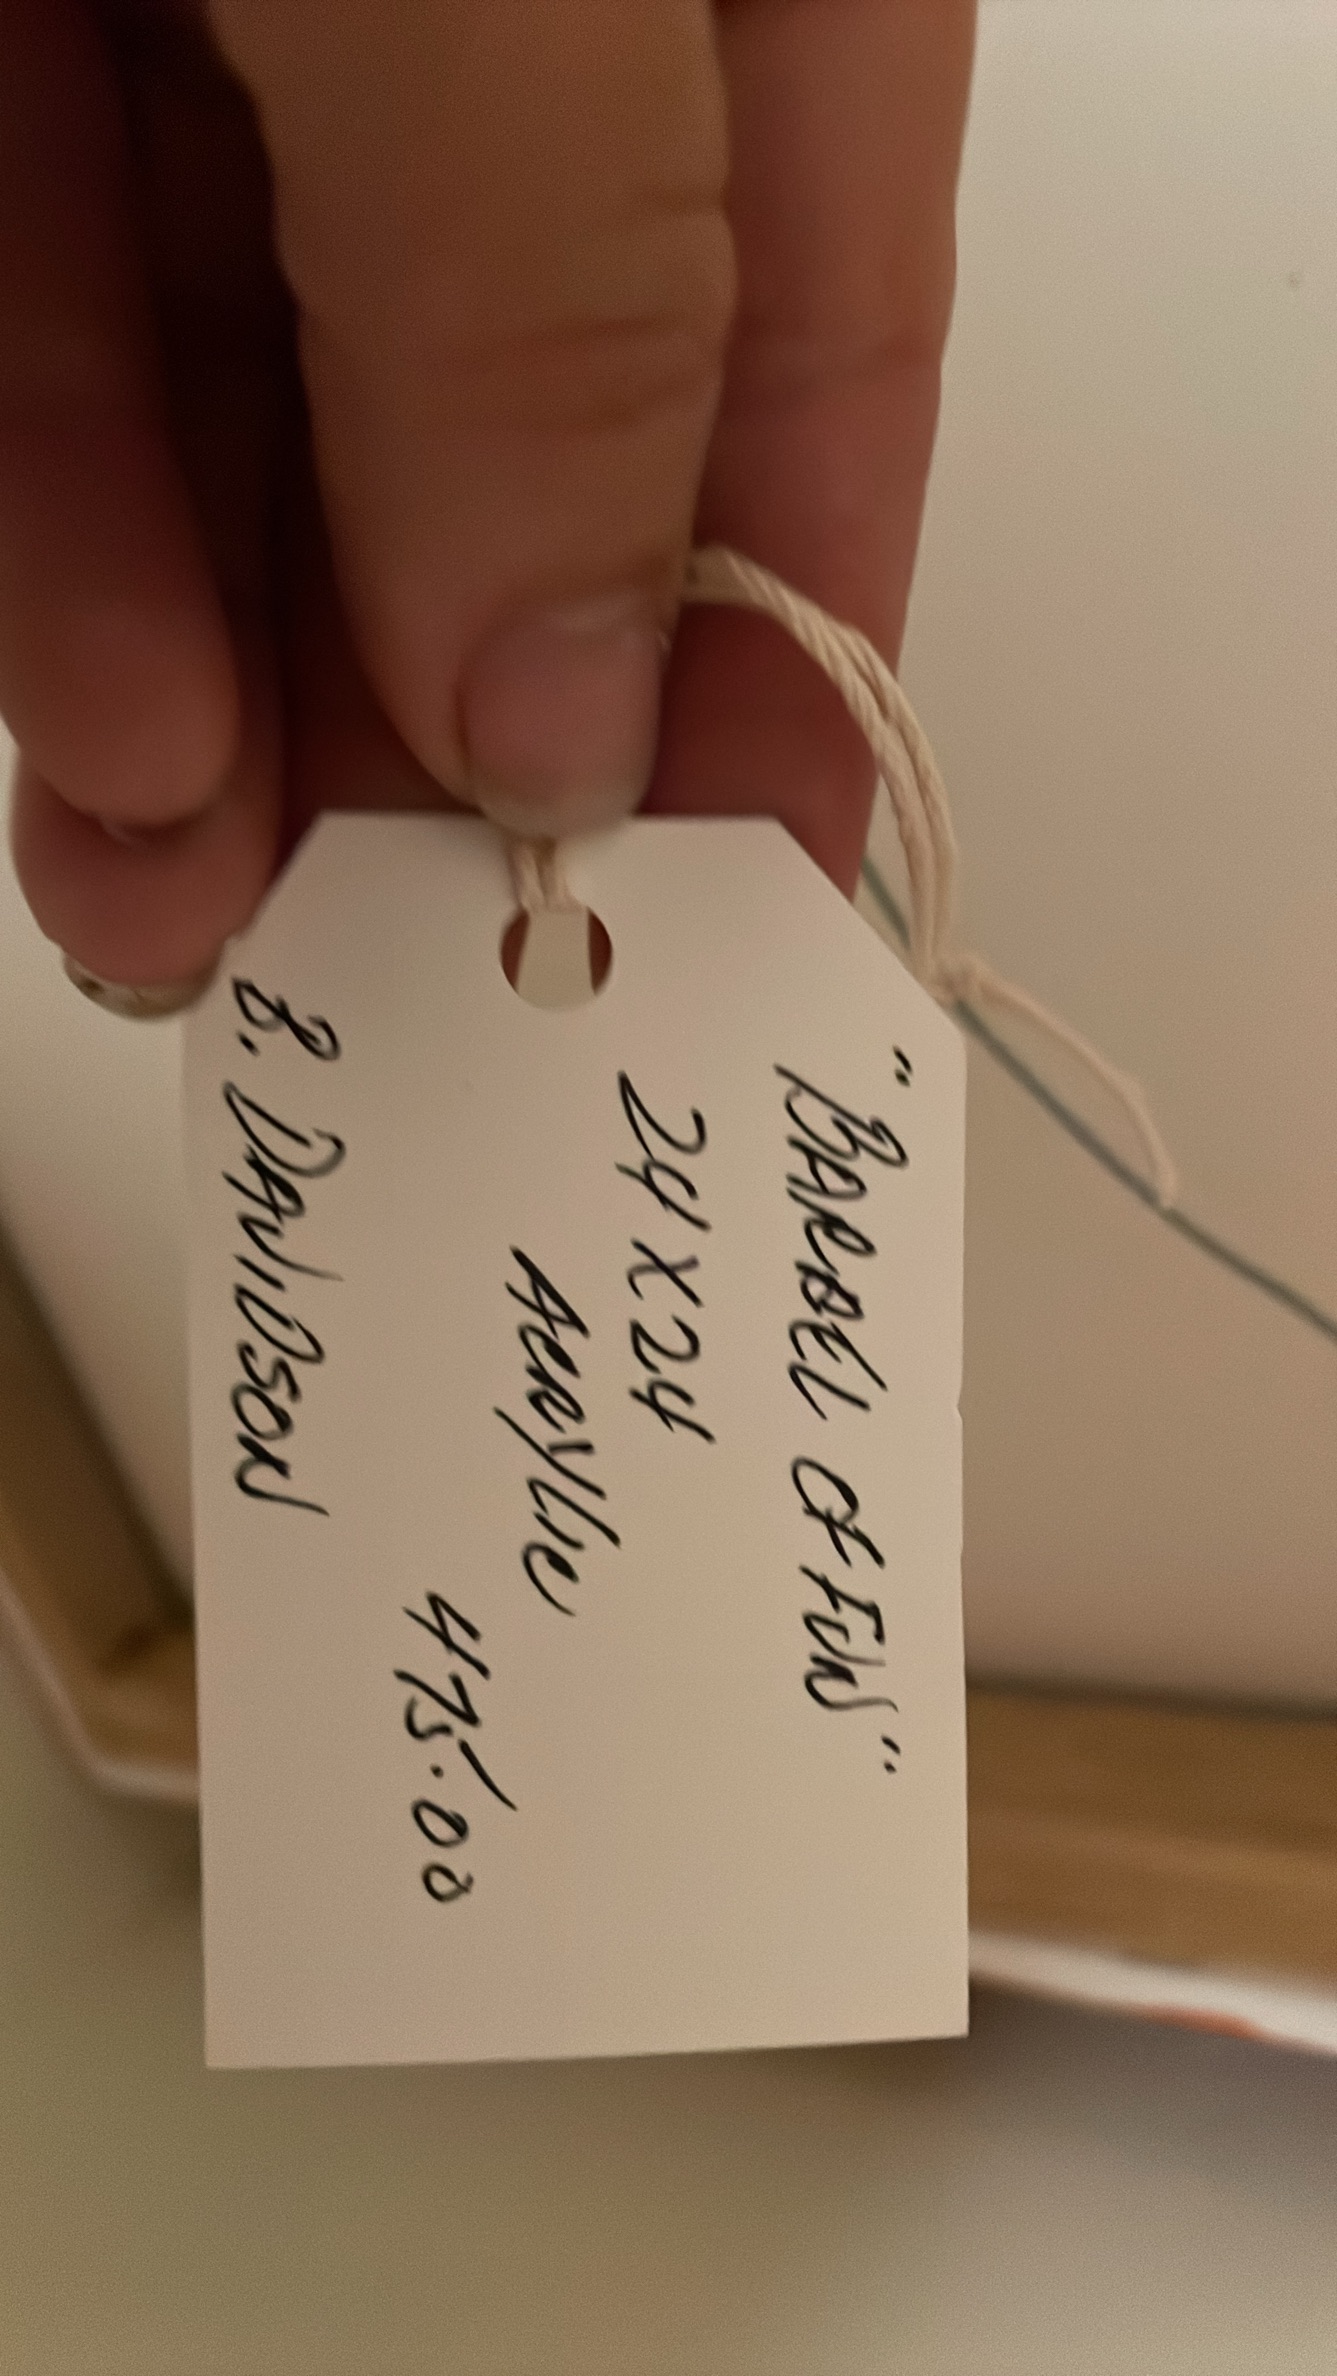 "BARREL OF FUN"
24 X 24
ACRYLIC
475.00
B. DAVIDSON